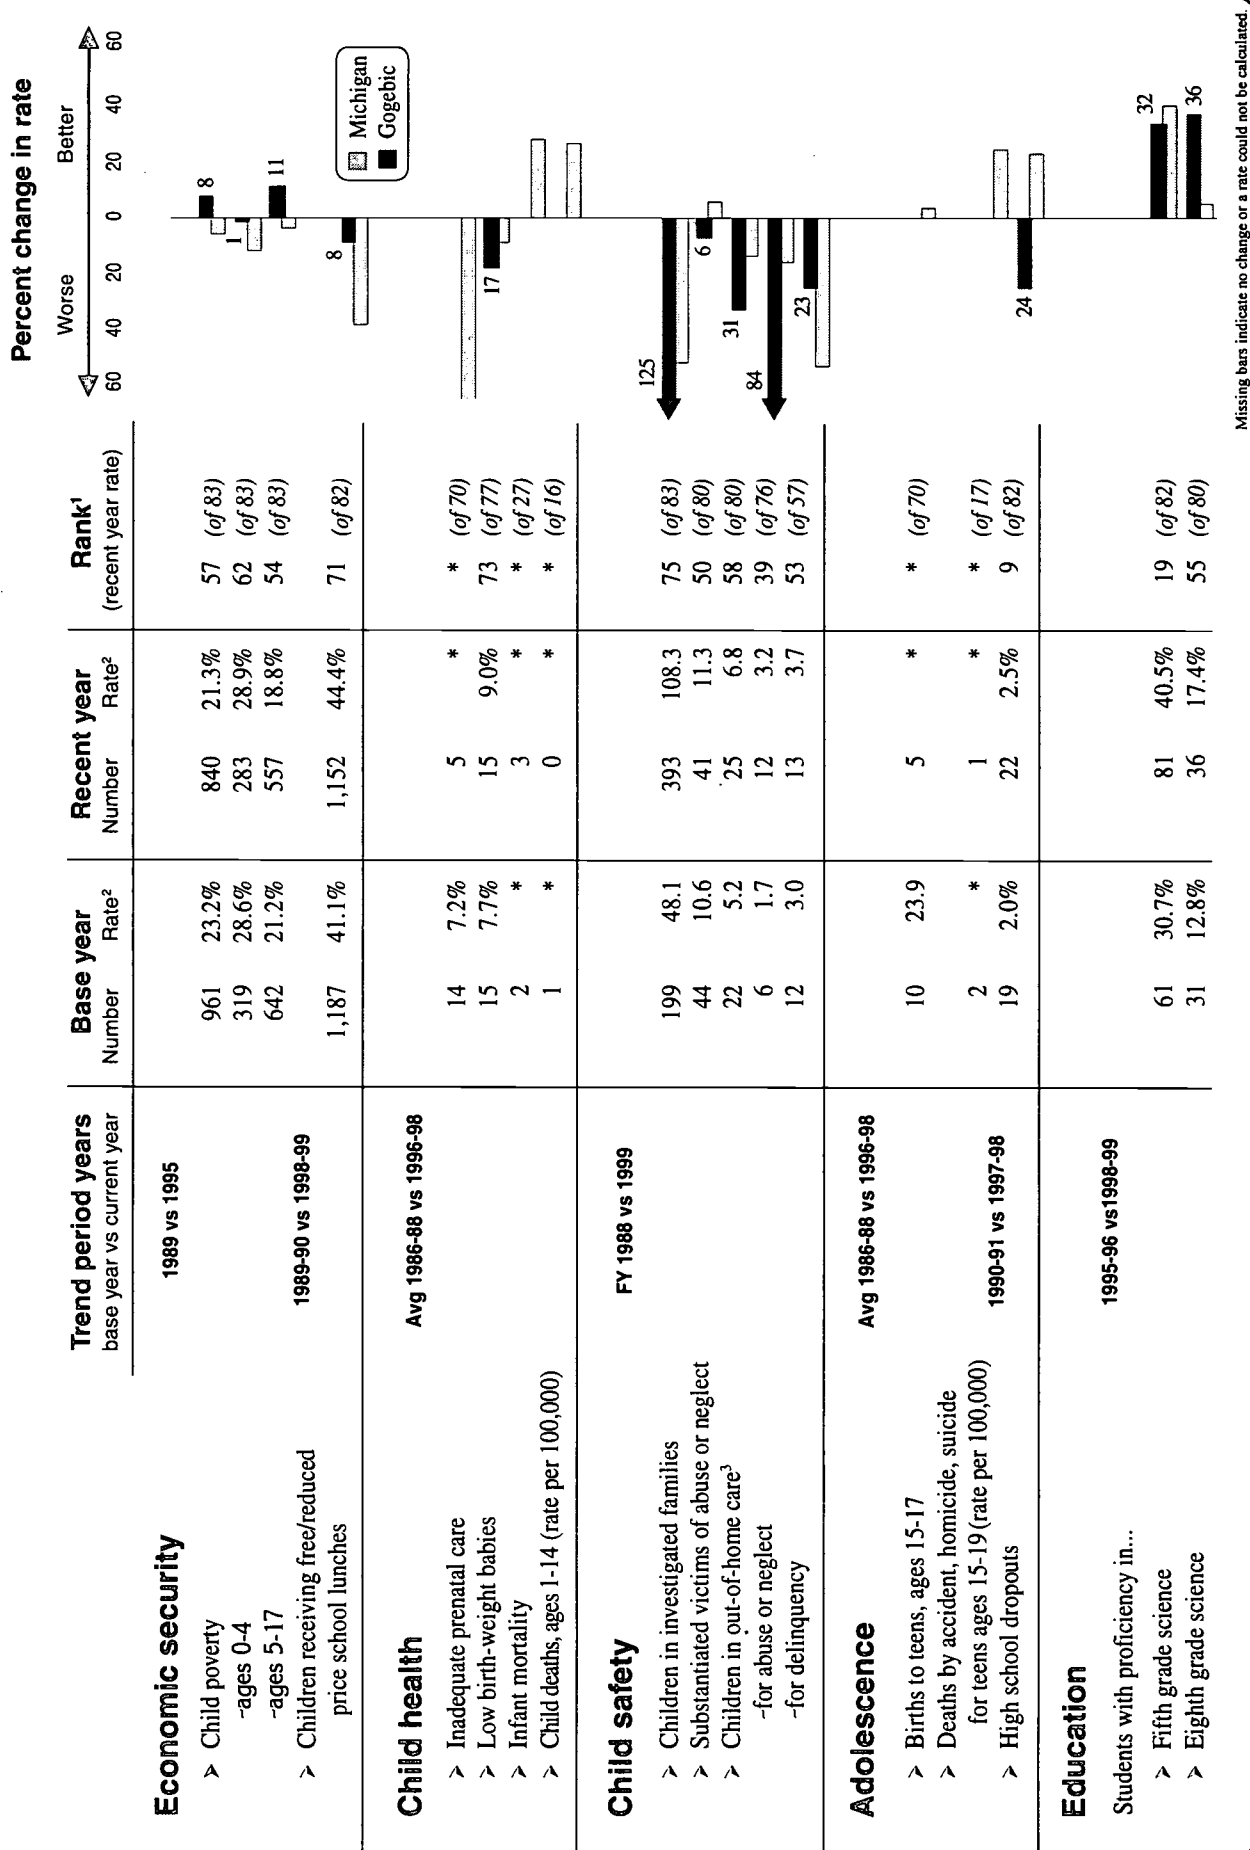 Trend period years Base year Recent year Rank¹ Percent change in rate
base year vs current year Number Rate² Number Rate² (recent year rate) Worse Better
60 40 20 0 20 40 60
Economic security
1989 vs 1995
➤ Child poverty 961 23.2% 840 21.3% 57 (of 83) 8
-ages 0-4 319 28.6% 283 28.9% 62 (of 83) 1
-ages 5-17 642 21.2% 557 18.8% 54 (of 83) 11
➤ Children receiving free/reduced 1989-90 vs 1998-99
price school lunches 1,187 41.1% 1,152 44.4% 71 (of 82) 8
Michigan
Gogebic
Child health
Avg 1986-88 vs 1996-98
➤ Inadequate prenatal care 14 7.2% 5 * * (of 70)
➤ Low birth-weight babies 15 7.7% 15 9.0% 73 (of 77) 17
➤ Infant mortality 2 * 3 * * (of 27)
➤ Child deaths, ages 1-14 (rate per 100,000) 1 * 0 * * (of 16)
Child safety
FY 1988 vs 1999
➤ Children in investigated families 199 48.1 393 108.3 75 (of 83) 125
➤ Substantiated victims of abuse or neglect 44 10.6 41 11.3 50 (of 80) 6
➤ Children in out-of-home care³ 22 5.2 25 6.8 58 (of 80) 31
-for abuse or neglect 6 1.7 12 3.2 39 (of 76) 84
-for delinquency 12 3.0 13 3.7 53 (of 57) 23
Adolescence
Avg 1986-88 vs 1996-98
➤ Births to teens, ages 15-17 10 23.9 5 * * (of 70)
➤ Deaths by accident, homicide, suicide
for teens ages 15-19 (rate per 100,000) 2 * 1 * * (of 17)
➤ High school dropouts 1990-91 vs 1997-98 19 2.0% 22 2.5% 9 (of 82) 24
Education
1995-96 vs1998-99
Students with proficiency in...
➤ Fifth grade science 61 30.7% 81 40.5% 19 (of 82) 32
➤ Eighth grade science 31 12.8% 36 17.4% 55 (of 80) 36
Missing bars indicate no change or a rate could not be calculated.